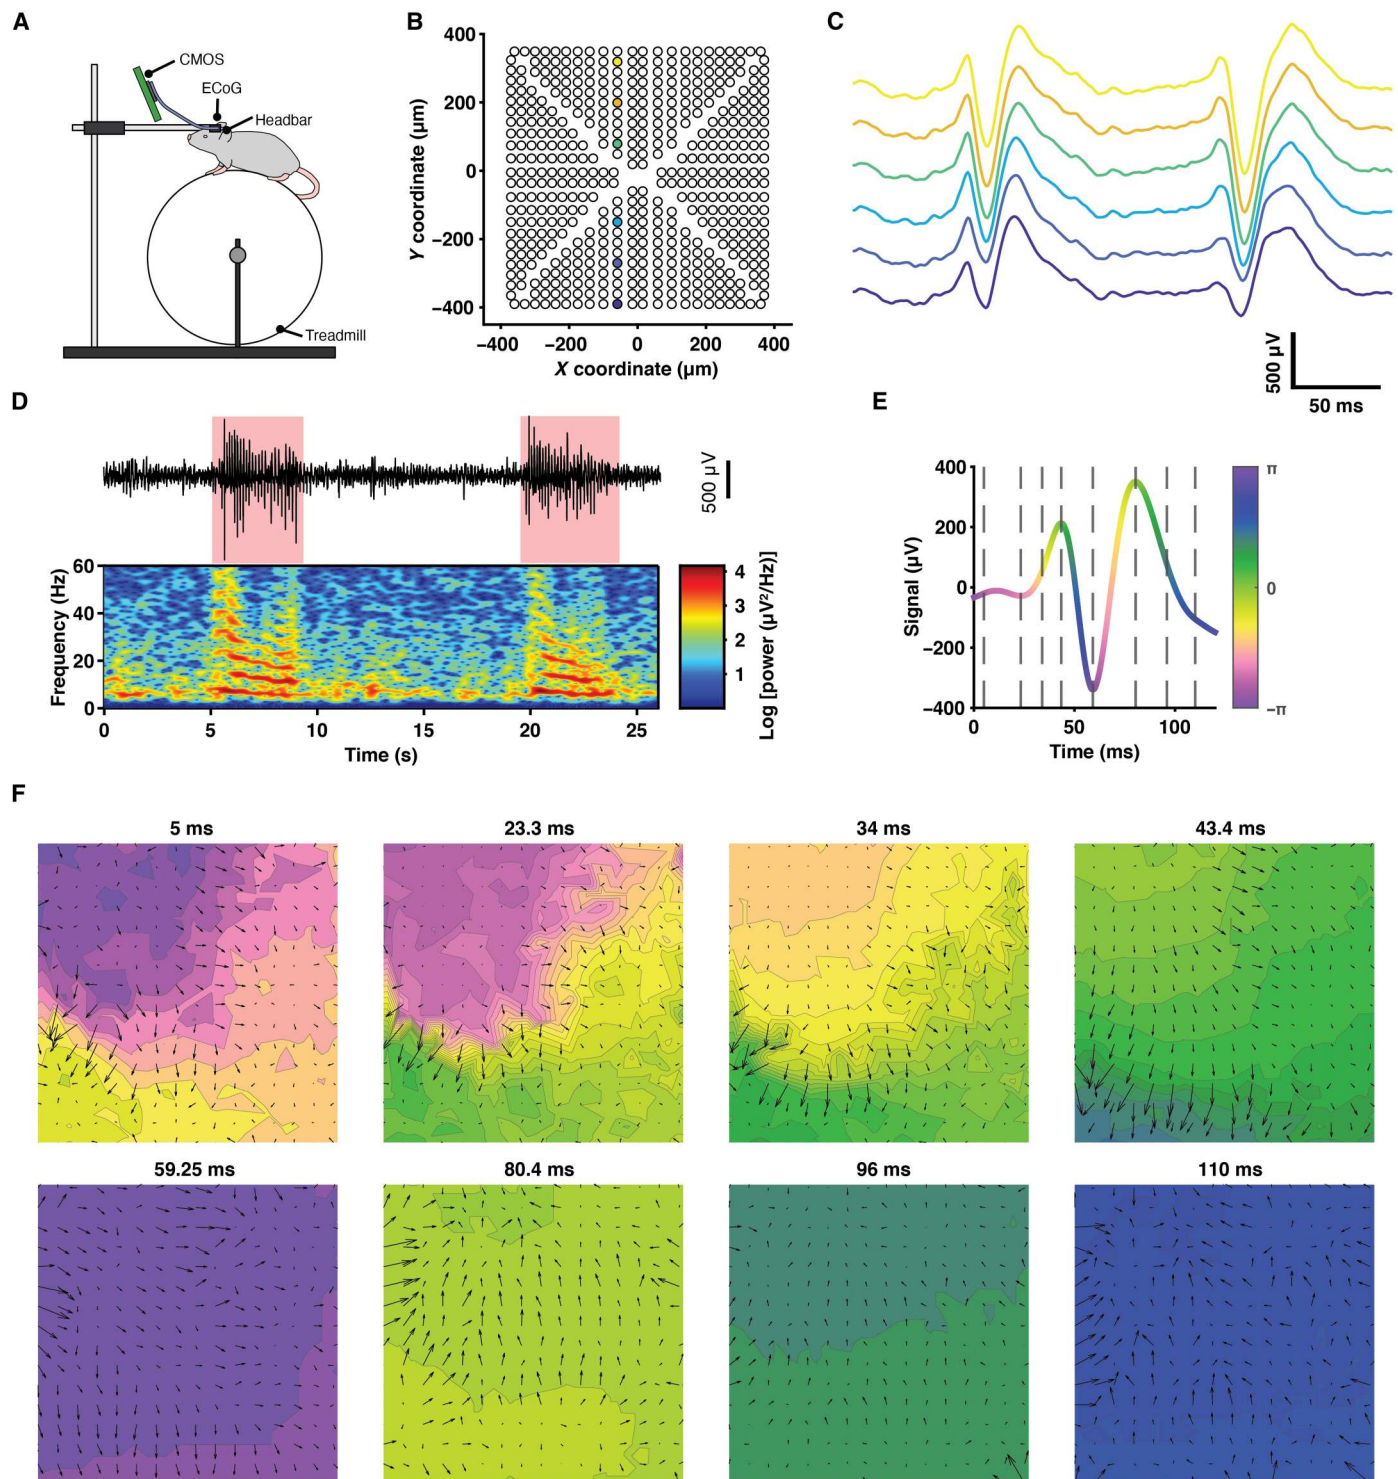 A
CMOS
ECoG
Headbar
Treadmill
B
400
200
0
−200
−400
Y coordinate (μm)
−400 −200 0 200 400
X coordinate (μm)
C
500 μV
50 ms
D
500 μV
60
40
20
0
Frequency (Hz)
0 5 10 15 20 25
Time (s)
4
3
2
1
Log [power (μV²/Hz)]
E
400
200
0
−200
−400
Signal (μV)
0 50 100
Time (ms)
π
0
−π
F
5 ms 23.3 ms 34 ms 43.4 ms
59.25 ms 80.4 ms 96 ms 110 ms